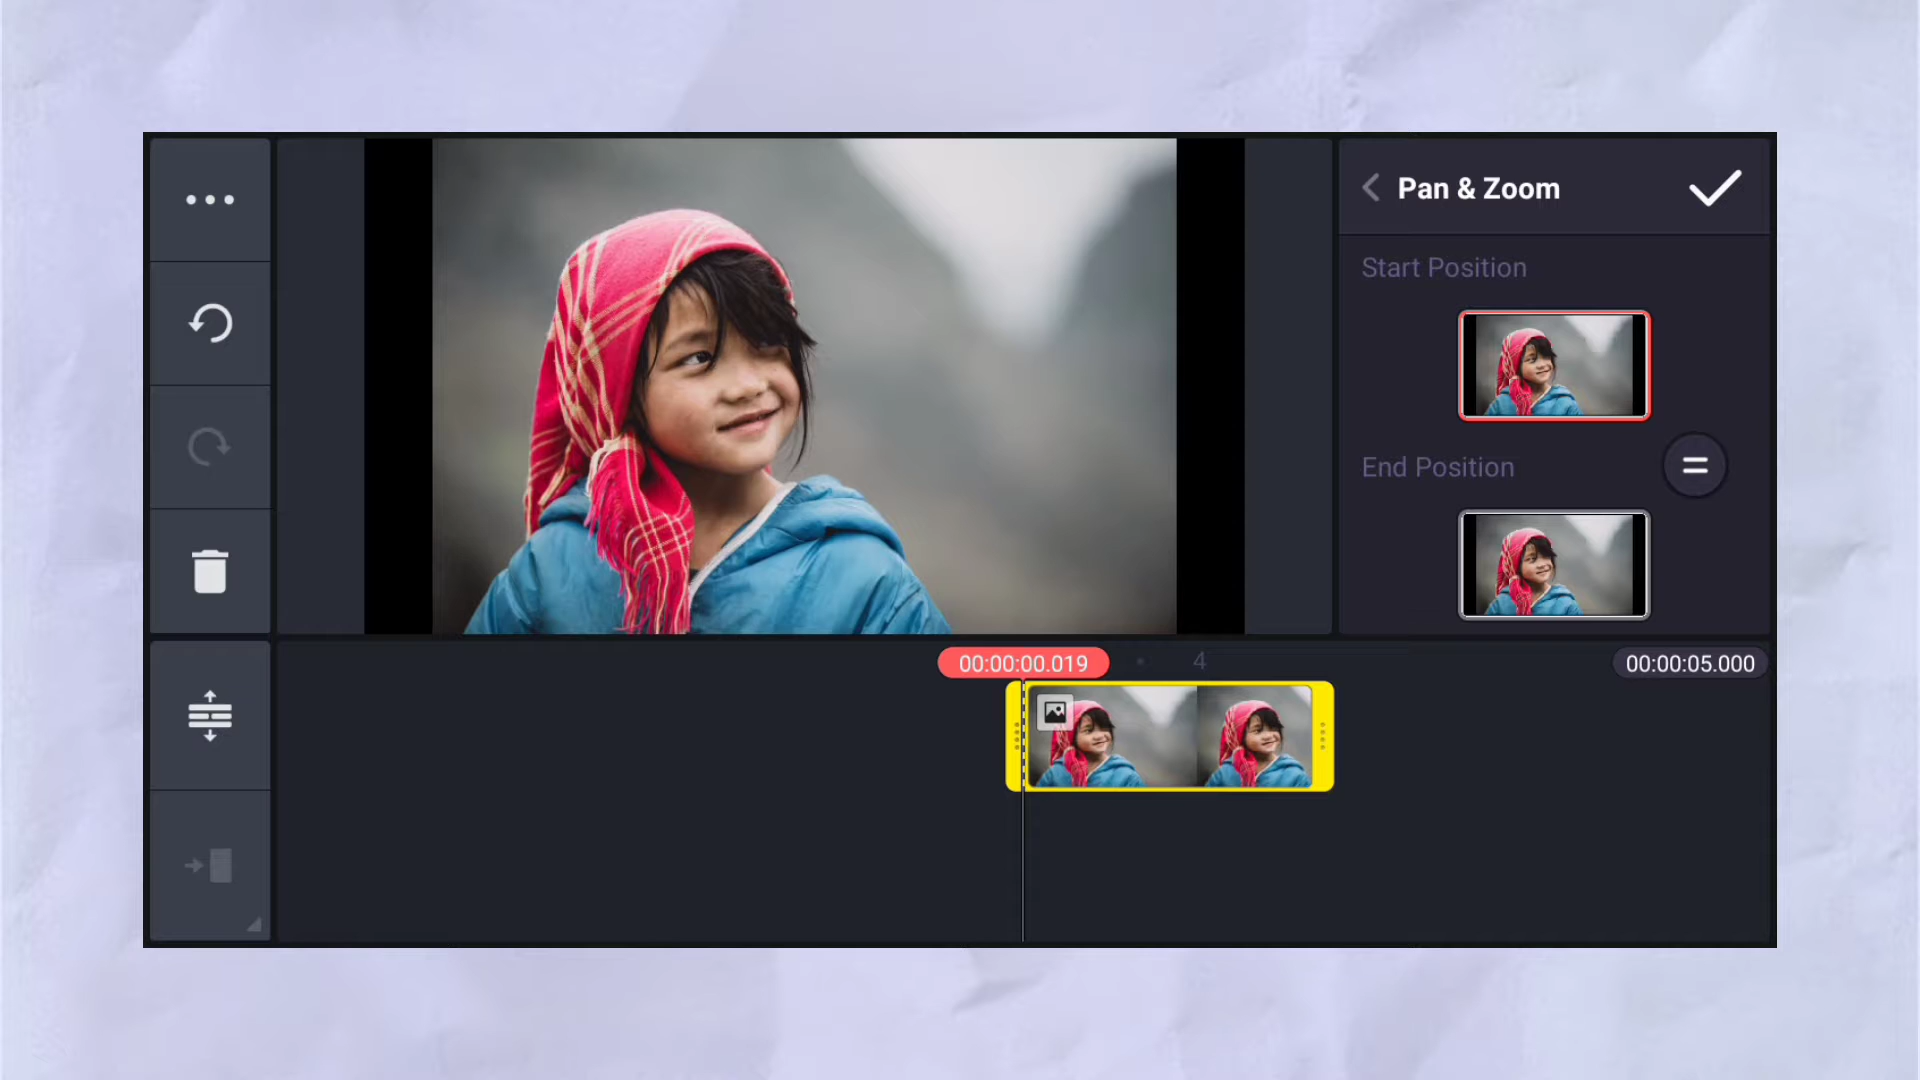 Pan & Zoom
Start Position
End Position
00:00:00.019
4
00:00:05.000